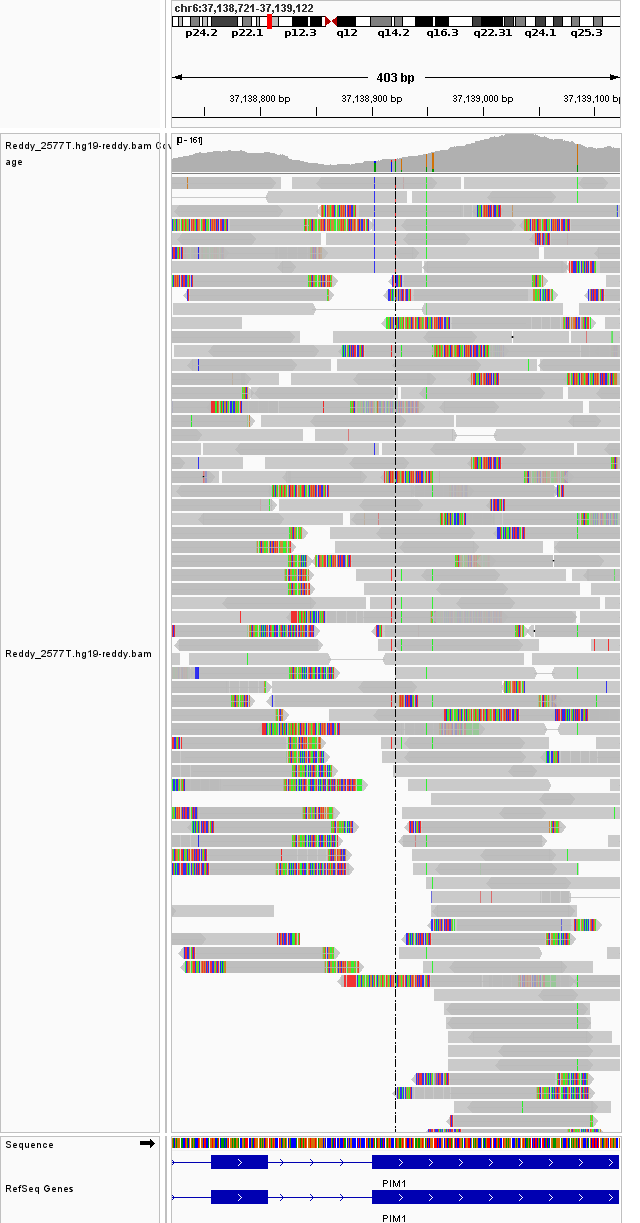 chr6:37,138,721-37,139,122
p24.2 p22.1 p12.3 q12 q14.2 q16.3 q22.31 q24.1 q25.3
403 bp
37,138,800 bp 37,138,900 bp 37,139,000 bp 37,139,100 bp
Reddy_2577T.hg19-reddy.bam Cov
age
[0 - 161]
Reddy_2577T.hg19-reddy.bam
Sequence
RefSeq Genes
PIM1
PIM1